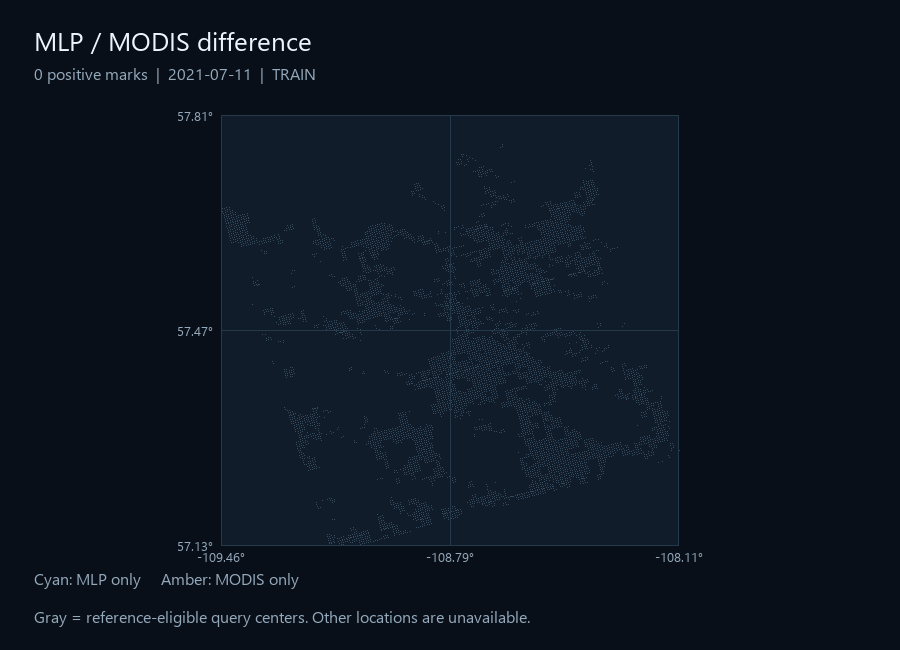 MLP / MODIS difference
0 positive marks | 2021-07-11 | TRAIN
57.81°
57.47°
57.13°
-109.46° -108.79° -108.11°
Cyan: MLP only Amber: MODIS only
Gray = reference-eligible query centers. Other locations are unavailable.